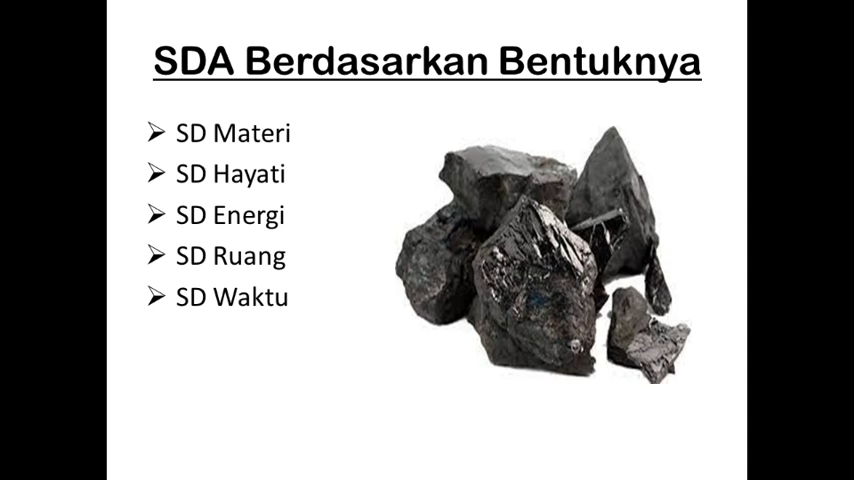 SDA Berdasarkan Bentuknya
➢ SD Materi
➢ SD Hayati
➢ SD Energi
➢ SD Ruang
➢ SD Waktu